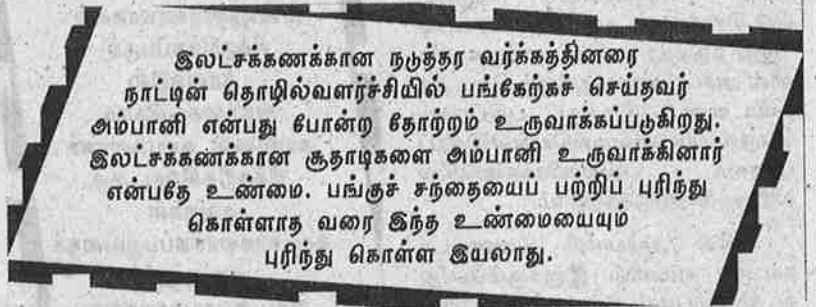 இலட்சக்கணக்கான நடுத்தர வர்க்கத்தினரை
நாட்டின் தொழில்வளர்ச்சியில் பங்கேற்கச் செய்தவர்
அம்பானி என்பது போன்ற தோற்றம் உருவாக்கப்படுகிறது.
இலட்சக்கணக்கான சூதாடிகளை அம்பானி உருவாக்கினார்
என்பதே உண்மை. பங்குச் சந்தையைப் பற்றிப் புரிந்து
கொள்ளாத வரை இந்த உண்மையையும்
புரிந்து கொள்ள இயலாது.